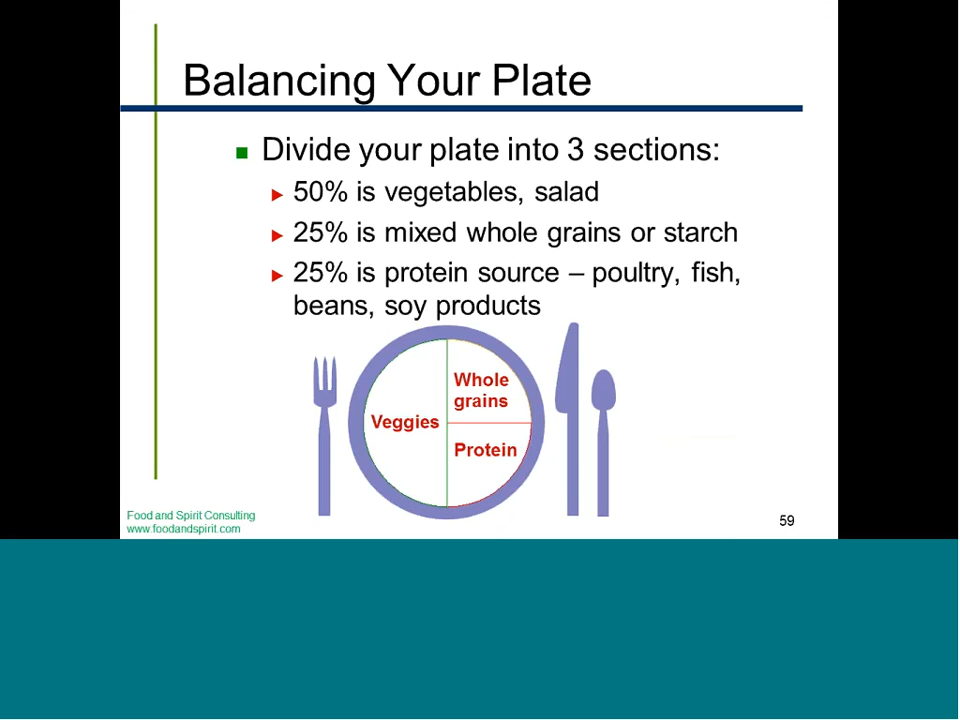 Balancing Your Plate
Divide your plate into 3 sections:
50% is vegetables, salad
25% is mixed whole grains or starch
25% is protein source – poultry, fish,
beans, soy products
Whole
grains
Veggies
Protein
Food and Spirit Consulting
www.foodandspirit.com
59